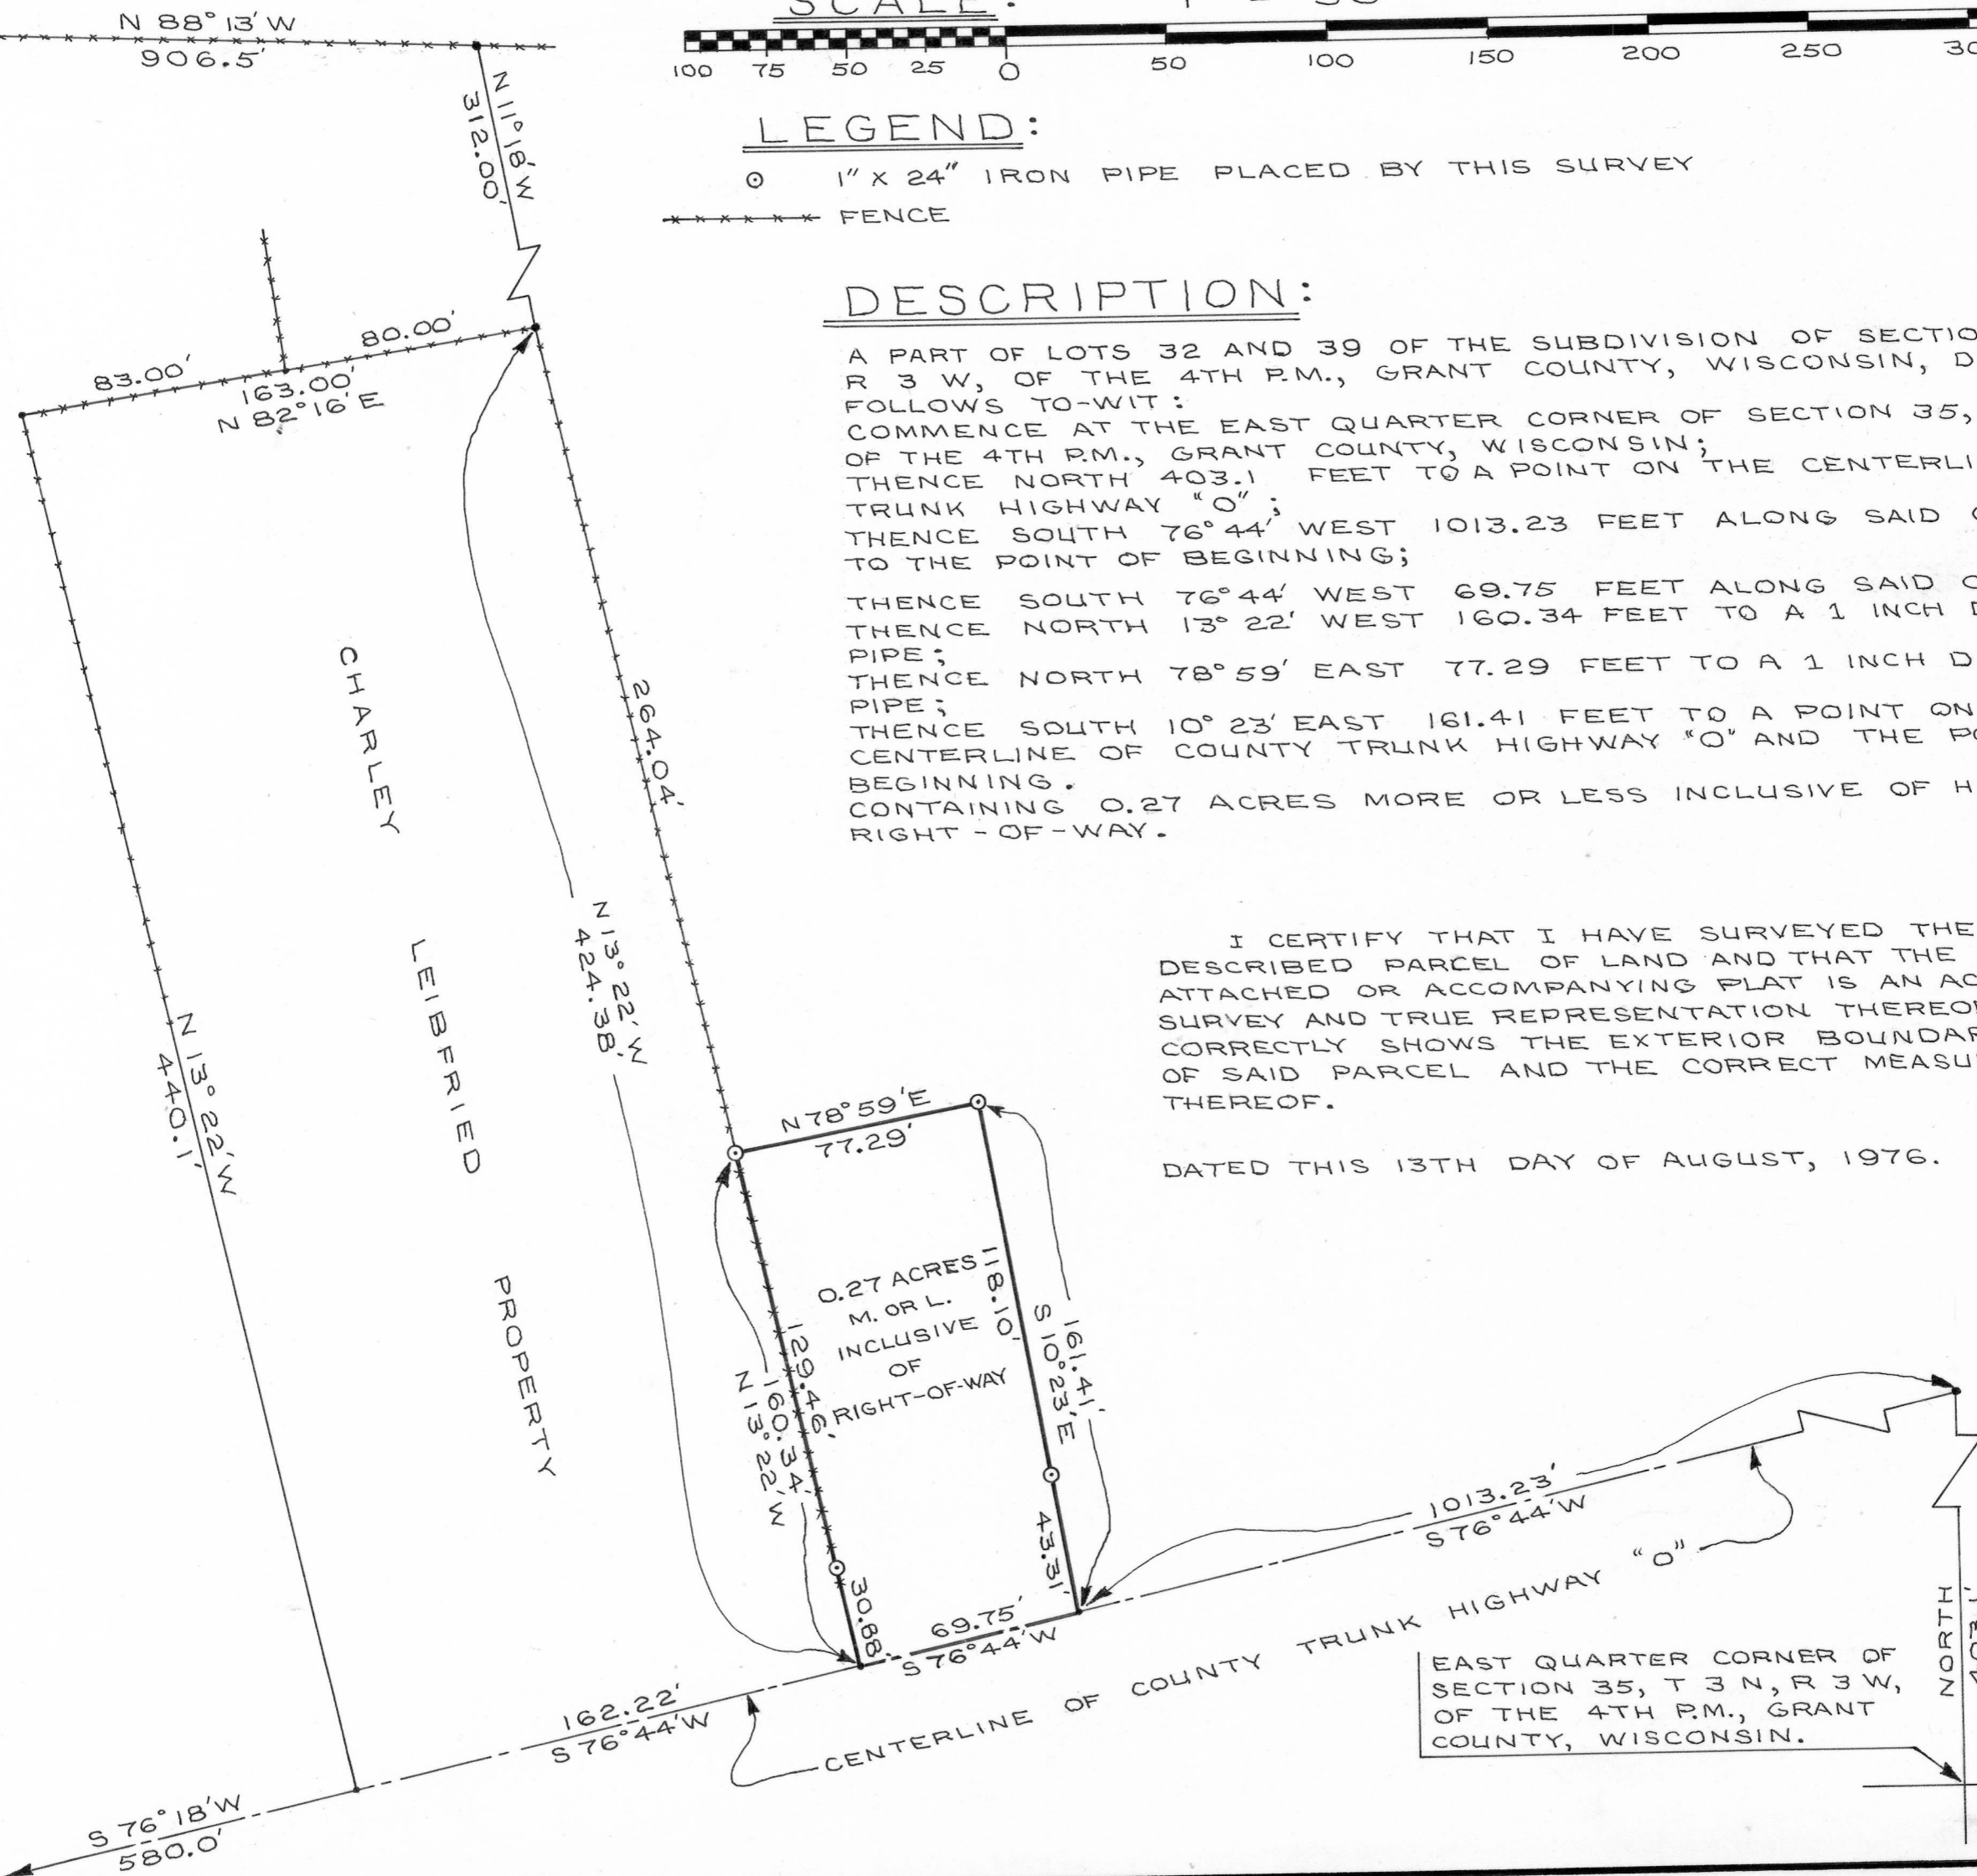 N 88°13'W
906.5'
SCALE:
100 75 50 25 0 50 100 150 200 250
LEGEND:
1" X 24" IRON PIPE PLACED BY THIS SURVEY
FENCE
N 11°18'W
312.00'
83.00'
80.00'
163.00'
N 82°16'E
DESCRIPTION:
A PART OF LOTS 32 AND 39 OF THE SUBDIVISION OF SECTIO
R 3 W, OF THE 4TH P.M., GRANT COUNTY, WISCONSIN, D
FOLLOWS TO-WIT:
COMMENCE AT THE EAST QUARTER CORNER OF SECTION 35,
OF THE 4TH P.M., GRANT COUNTY, WISCONSIN;
THENCE NORTH 403.1 FEET TO A POINT ON THE CENTERLI
TRUNK HIGHWAY "O";
THENCE SOUTH 76°44' WEST 1013.23 FEET ALONG SAID C
TO THE POINT OF BEGINNING;
THENCE SOUTH 76°44' WEST 69.75 FEET ALONG SAID C
THENCE NORTH 13°22' WEST 160.34 FEET TO A 1 INCH D
PIPE;
THENCE NORTH 78°59' EAST 77.29 FEET TO A 1 INCH D
PIPE;
THENCE SOUTH 10°23' EAST 161.41 FEET TO A POINT ON
CENTERLINE OF COUNTY TRUNK HIGHWAY "O" AND THE PO
BEGINNING.
CONTAINING 0.27 ACRES MORE OR LESS INCLUSIVE OF H
RIGHT-OF-WAY.
I CERTIFY THAT I HAVE SURVEYED THE
DESCRIBED PARCEL OF LAND AND THAT THE
ATTACHED OR ACCOMPANYING PLAT IS AN AC
SURVEY AND TRUE REPRESENTATION THEREO
CORRECTLY SHOWS THE EXTERIOR BOUNDAR
OF SAID PARCEL AND THE CORRECT MEASU
THEREOF.
DATED THIS 13TH DAY OF AUGUST, 1976.
CHARLEY LEIBFRIED PROPERTY
264.04'
N 13°22'W
424.38'
N 13°22'W
440.1'
N 78°59'E
77.29'
0.27 ACRES
M. OR L.
INCLUSIVE
OF
RIGHT-OF-WAY
118.10'
S 10°23'E
161.41'
129.46'
160.34'
N 13°22'W
43.31'
30.88'
69.75'
S 76°44'W
1013.23'
S 76°44'W
162.22'
S 76°44'W
S 76°18'W
580.0'
CENTERLINE OF COUNTY TRUNK HIGHWAY "O"
EAST QUARTER CORNER OF
SECTION 35, T 3 N, R 3 W,
OF THE 4TH P.M., GRANT
COUNTY, WISCONSIN.
NORTH
403.1'